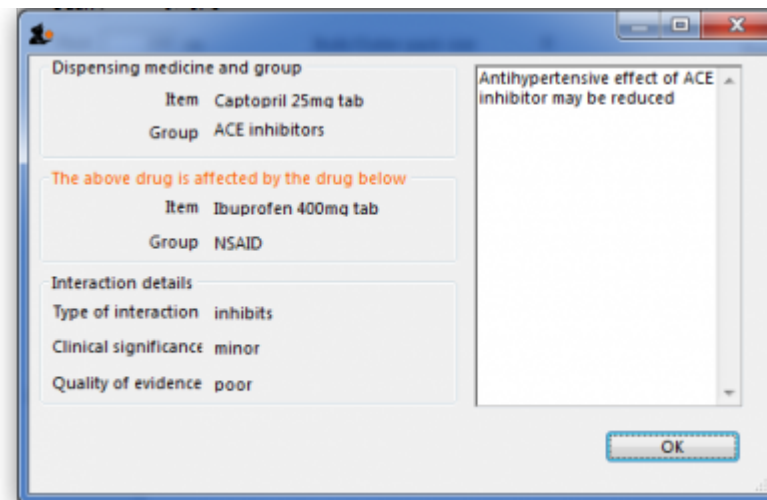 Dispensing medicine and group
Item Captopril 25mg tab
Group ACE inhibitors
The above drug is affected by the drug below
Item Ibuprofen 400mg tab
Group NSAID
Interaction details
Type of interaction inhibits
Clinical significance minor
Quality of evidence poor
Antihypertensive effect of ACE
inhibitor may be reduced
OK